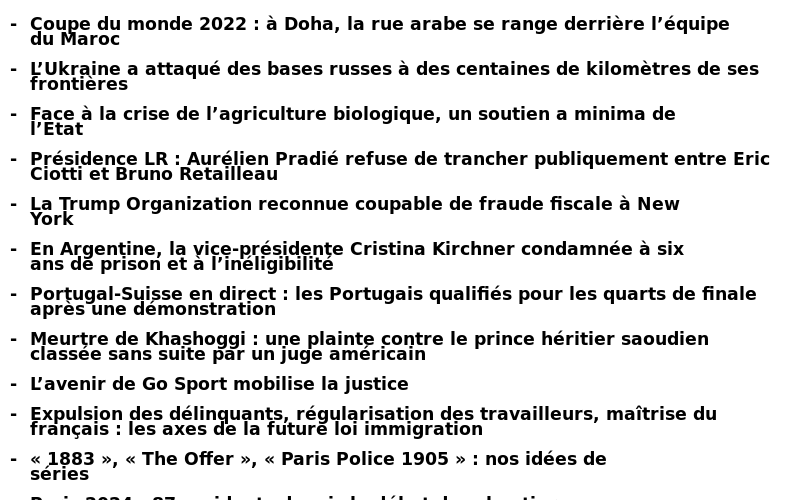 - Coupe du monde 2022 : à Doha, la rue arabe se range derrière l’équipe
du Maroc
- L’Ukraine a attaqué des bases russes à des centaines de kilomètres de ses
frontières
- Face à la crise de l’agriculture biologique, un soutien a minima de
l’Etat
- Présidence LR : Aurélien Pradié refuse de trancher publiquement entre Eric
Ciotti et Bruno Retailleau
- La Trump Organization reconnue coupable de fraude fiscale à New
York
- En Argentine, la vice-présidente Cristina Kirchner condamnée à six
ans de prison et à l’inéligibilité
- Portugal-Suisse en direct : les Portugais qualifiés pour les quarts de finale
après une démonstration
- Meurtre de Khashoggi : une plainte contre le prince héritier saoudien
classée sans suite par un juge américain
- L’avenir de Go Sport mobilise la justice
- Expulsion des délinquants, régularisation des travailleurs, maîtrise du
français : les axes de la future loi immigration
- « 1883 », « The Offer », « Paris Police 1905 » : nos idées de
séries